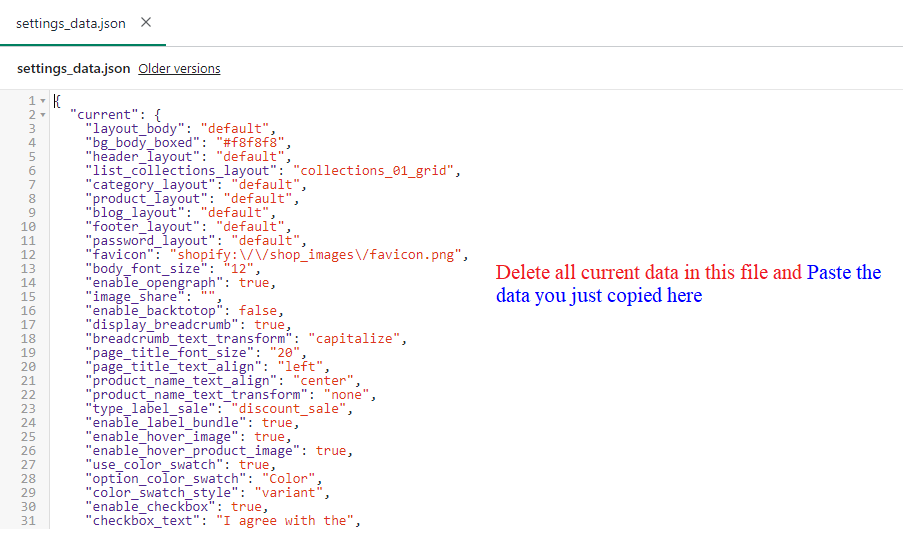 settings_data.json ×
settings_data.json Older versions
1 {
2 "current": {
3 "layout_body": "default",
4 "bg_body_boxed": "#f8f8f8",
5 "header_layout": "default",
6 "list_collections_layout": "collections_01_grid",
7 "category_layout": "default",
8 "product_layout": "default",
9 "blog_layout": "default",
10 "footer_layout": "default",
11 "password_layout": "default",
12 "favicon": "shopify:\/\/shop_images\/favicon.png",
13 "body_font_size": "12",
14 "enable_opengraph": true,
15 "image_share": "",
16 "enable_backtotop": false,
17 "display_breadcrumb": true,
18 "breadcrumb_text_transform": "capitalize",
19 "page_title_font_size": "20",
20 "page_title_text_align": "left",
21 "product_name_text_align": "center",
22 "product_name_text_transform": "none",
23 "type_label_sale": "discount_sale",
24 "enable_label_bundle": true,
25 "enable_hover_image": true,
26 "enable_hover_product_image": true,
27 "use_color_swatch": true,
28 "option_color_swatch": "Color",
29 "color_swatch_style": "variant",
30 "enable_checkbox": true,
31 "checkbox_text": "I agree with the",
Delete all current data in this file and Paste the
data you just copied here